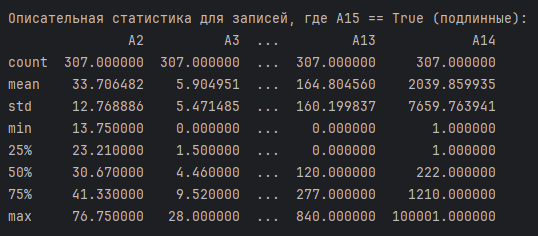 Описательная статистика для записей, где A15 == True (подлинные):
A2 A3 ... A13 A14
count 307.000000 307.000000 ... 307.000000 307.000000
mean 33.706482 5.904951 ... 164.804560 2039.859935
std 12.768886 5.471485 ... 160.199837 7659.763941
min 13.750000 0.000000 ... 0.000000 1.000000
25% 23.210000 1.500000 ... 0.000000 1.000000
50% 30.670000 4.460000 ... 120.000000 222.000000
75% 41.330000 9.520000 ... 277.000000 1210.000000
max 76.750000 28.000000 ... 840.000000 100001.000000